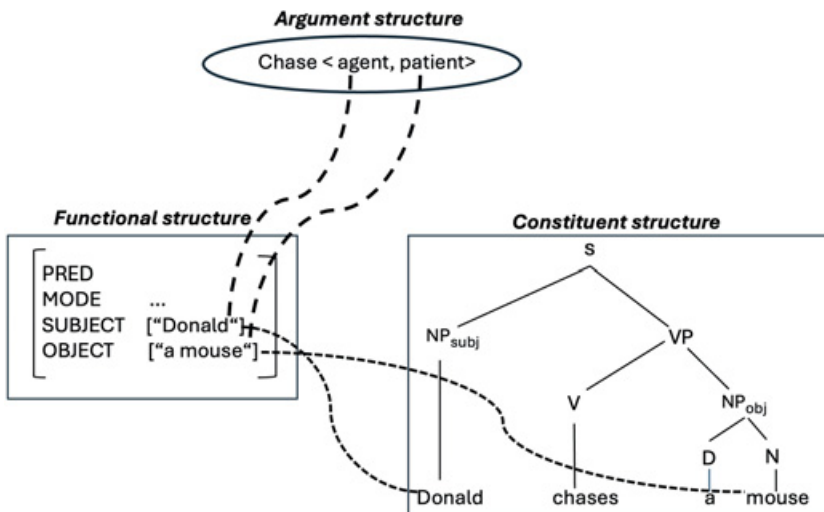 Argument structure
Chase < agent, patient>
Functional structure
PRED
MODE ...
SUBJECT [“Donald“]
OBJECT [“a mouse“]
Constituent structure
S
NPsubj VP
V NPobj
D N
Donald chases a mouse